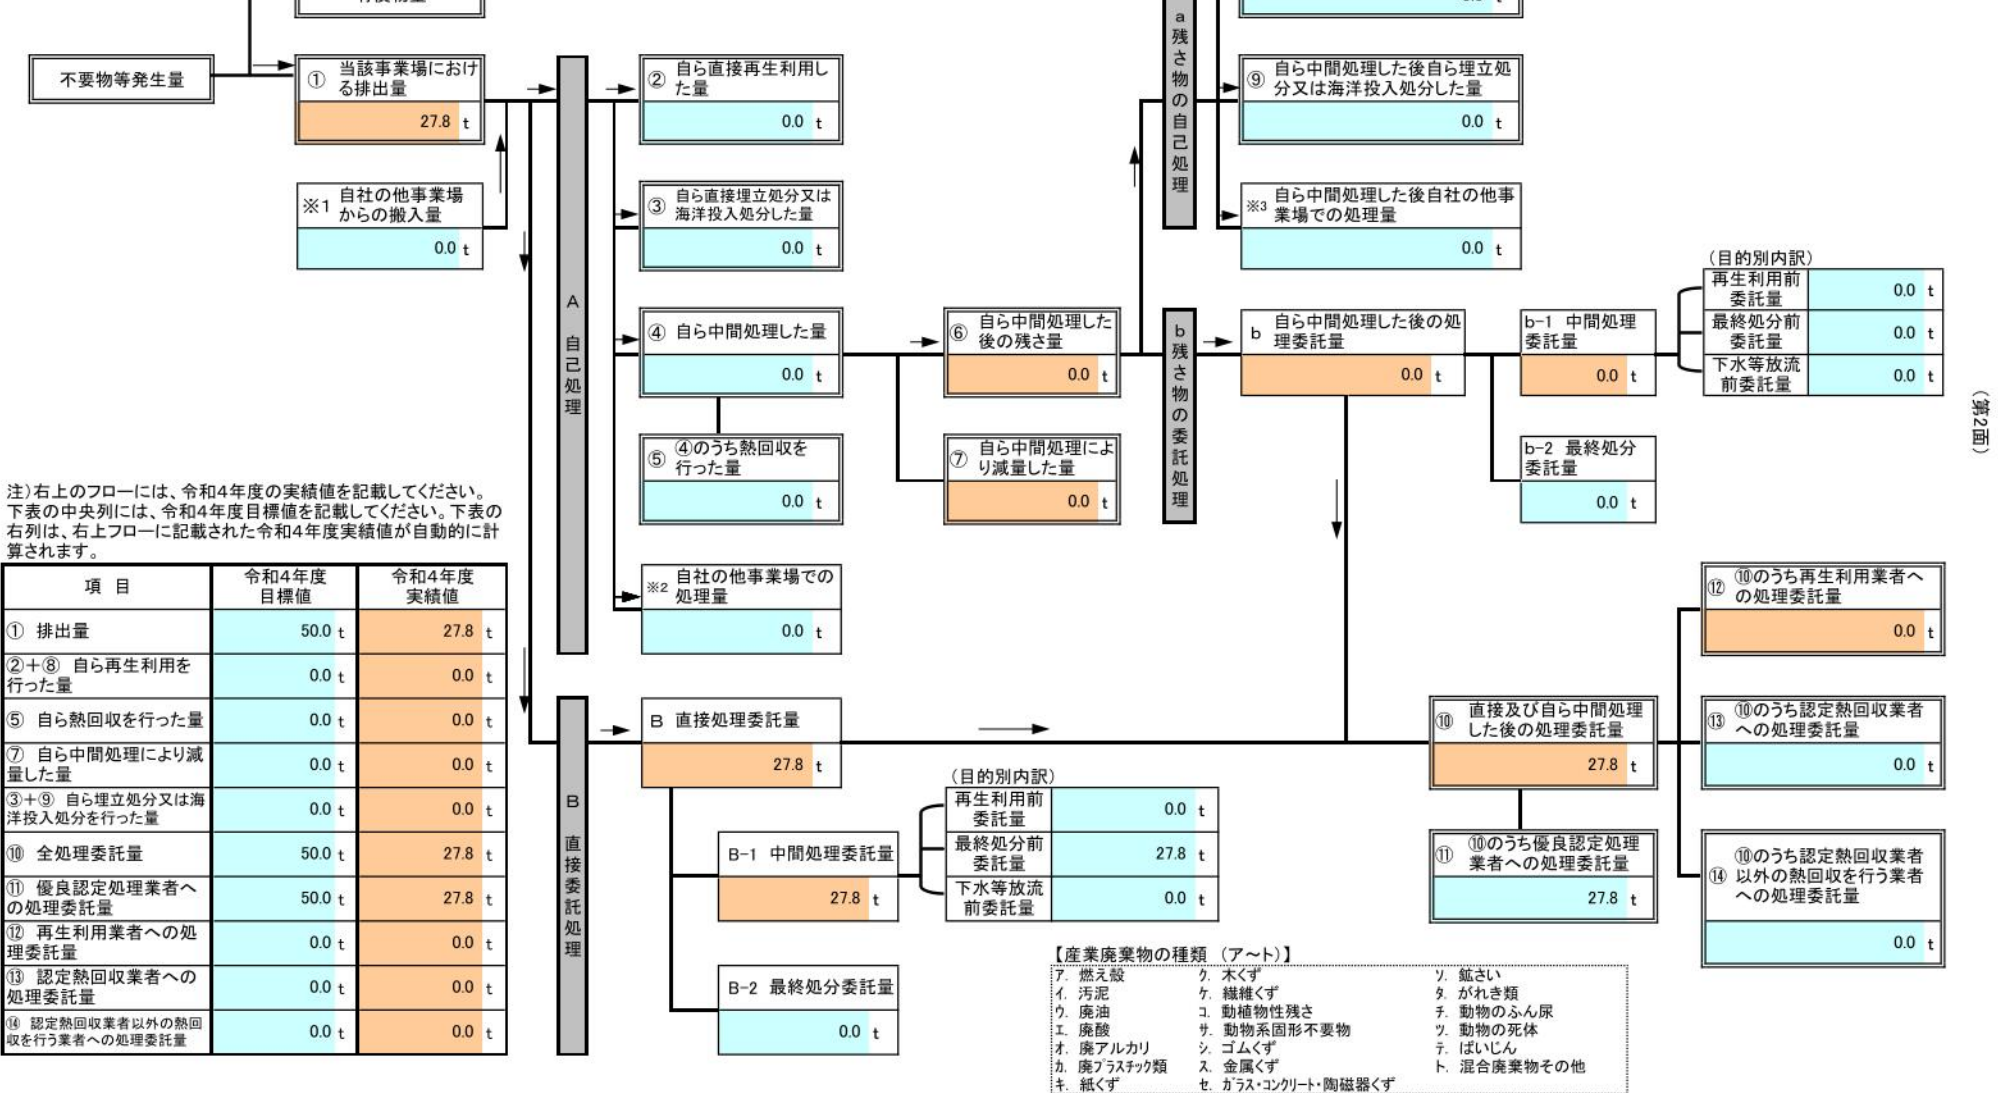 不要物等発生量
① 当該事業場におけ
る排出量
27.8 t
※1 自社の他事業場
からの搬入量
0.0 t
A 自己処理
② 自ら直接再生利用し
た量
0.0 t
③ 自ら直接埋立処分又は
海洋投入処分した量
0.0 t
④ 自ら中間処理した量
0.0 t
⑤ ④のうち熱回収を
行った量
0.0 t
※2 自社の他事業場での
処理量
0.0 t
⑥ 自ら中間処理した
後の残さ量
0.0 t
⑦ 自ら中間処理によ
り減量した量
0.0 t
a 残さ物の自己処理
⑨ 自ら中間処理した後自ら埋立処
分又は海洋投入処分した量
0.0 t
※3 自ら中間処理した後自社の他事
業場での処理量
0.0 t
b 残さ物の委託処理
b 自ら中間処理した後の処
理委託量
0.0 t
b-1 中間処理
委託量
0.0 t
(目的別内訳)
再生利用前
委託量
0.0 t
最終処分前
委託量
0.0 t
下水等放流
前委託量
0.0 t
b-2 最終処分
委託量
0.0 t
(第2面)
注)右上のフローには、令和4年度の実績値を記載してください。
下表の中央列には、令和4年度目標値を記載してください。下表の
右列は、右上フローに記載された令和4年度実績値が自動的に計
算されます。
項 目
令和4年度
目標値
令和4年度
実績値
① 排出量 50.0 t 27.8 t
②+⑧ 自ら再生利用を
行った量 0.0 t 0.0 t
⑤ 自ら熱回収を行った量 0.0 t 0.0 t
⑦ 自ら中間処理により減
量した量 0.0 t 0.0 t
③+⑨ 自ら埋立処分又は海
洋投入処分を行った量 0.0 t 0.0 t
⑩ 全処理委託量 50.0 t 27.8 t
⑪ 優良認定処理業者へ
の処理委託量 50.0 t 27.8 t
⑫ 再生利用業者への処
理委託量 0.0 t 0.0 t
⑬ 認定熱回収業者への
処理委託量 0.0 t 0.0 t
⑭ 認定熱回収業者以外の熱回
収を行う業者への処理委託量 0.0 t 0.0 t
B 直接委託処理
B 直接処理委託量
27.8 t
B-1 中間処理委託量
27.8 t
(目的別内訳)
再生利用前
委託量
0.0 t
最終処分前
委託量
27.8 t
下水等放流
前委託量
0.0 t
B-2 最終処分委託量
0.0 t
⑩ 直接及び自ら中間処理
した後の処理委託量
27.8 t
⑪ ⑩のうち優良認定処理
業者への処理委託量
27.8 t
⑫ ⑩のうち再生利用業者へ
の処理委託量
0.0 t
⑬ ⑩のうち認定熱回収業者
への処理委託量
0.0 t
⑭ ⑩のうち認定熱回収業者
以外の熱回収を行う業者
への処理委託量
0.0 t
【産業廃棄物の種類 (ア~ト)】
ア. 燃え殻 ク. 木くず ソ. 鉱さい
イ. 汚泥 ケ. 繊維くず タ. がれき類
ウ. 廃油 コ. 動植物性残さ チ. 動物のふん尿
エ. 廃酸 サ. 動物系固形不要物 ツ. 動物の死体
オ. 廃アルカリ シ. ゴムくず テ. ばいじん
カ. 廃プラスチック類 ス. 金属くず ト. 混合廃棄物その他
キ. 紙くず セ. ガラス・コンクリート・陶磁器くず